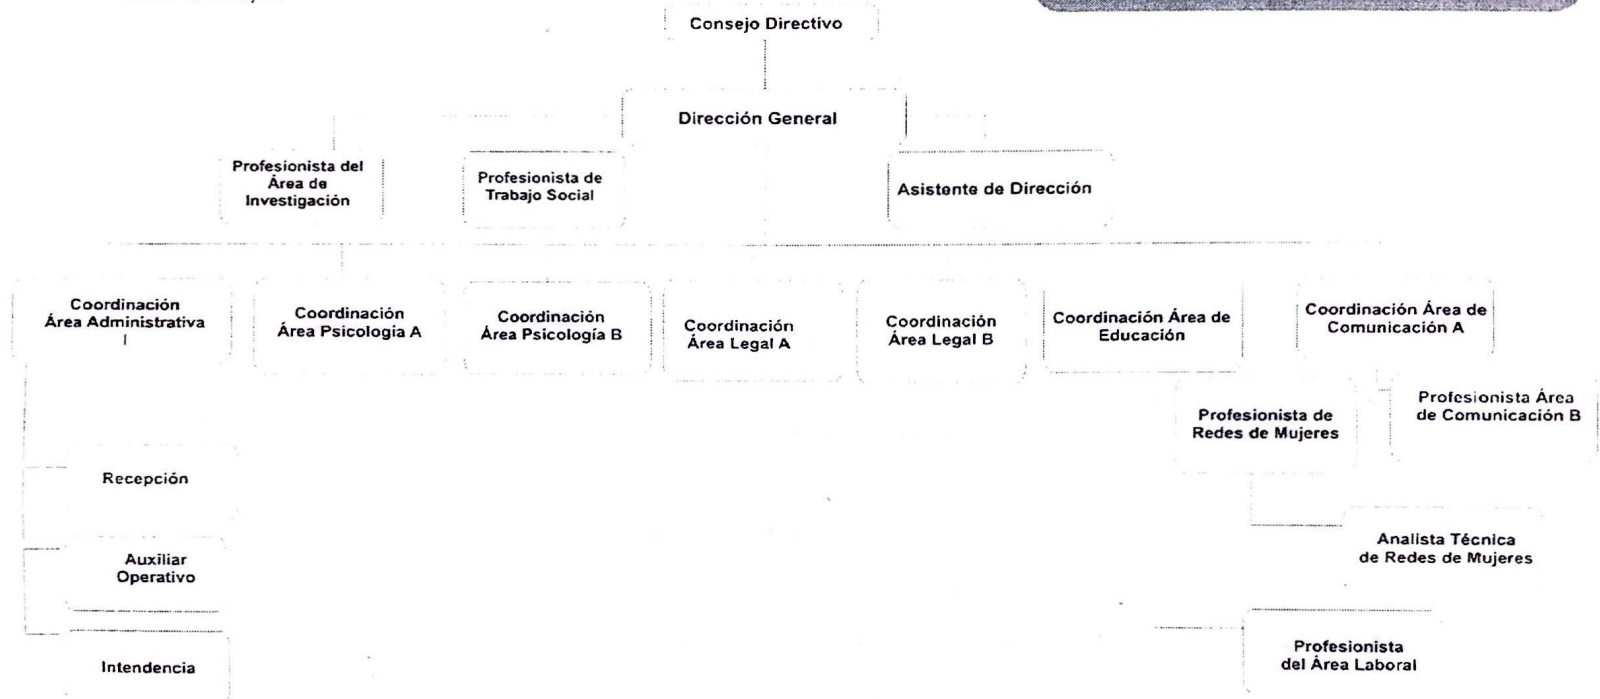 Consejo Directivo
Dirección General
Profesionista del
Área de
Investigación
Profesionista de
Trabajo Social
Asistente de Dirección
Coordinación
Área Administrativa
Coordinación
Área Psicología A
Coordinación
Área Psicología B
Coordinación
Área Legal A
Coordinación
Área Legal B
Coordinación Área de
Educación
Coordinación Área de
Comunicación A
Profesionista Área
de Comunicación B
Profesionista de
Redes de Mujeres
Recepción
Analista Técnica
de Redes de Mujeres
Auxiliar
Operativo
Profesionista
del Área Laboral
Intendencia